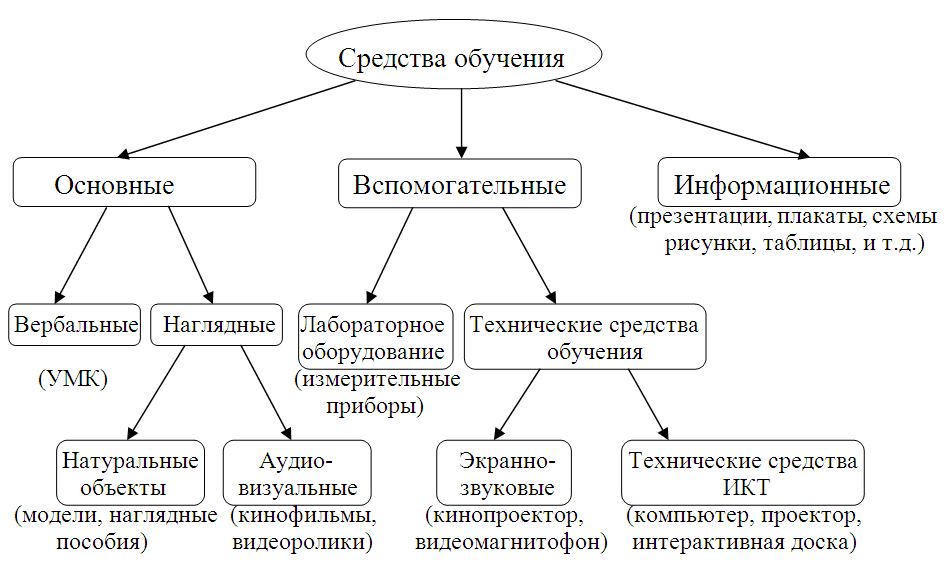 Средства обучения
Основные
Вспомогательные
Информационные
(презентации, плакаты, схемы
рисунки, таблицы, и т.д.)
Вербальные
(УМК)
Наглядные
Лабораторное
оборудование
(измерительные
приборы)
Технические средства
обучения
Натуральные
объекты
(модели, наглядные
пособия)
Аудио-
визуальные
(кинофильмы,
видеоролики)
Экранно-
звуковые
(кинопроектор,
видеомагнитофон)
Технические средства
ИКТ
(компьютер, проектор,
интерактивная доска)